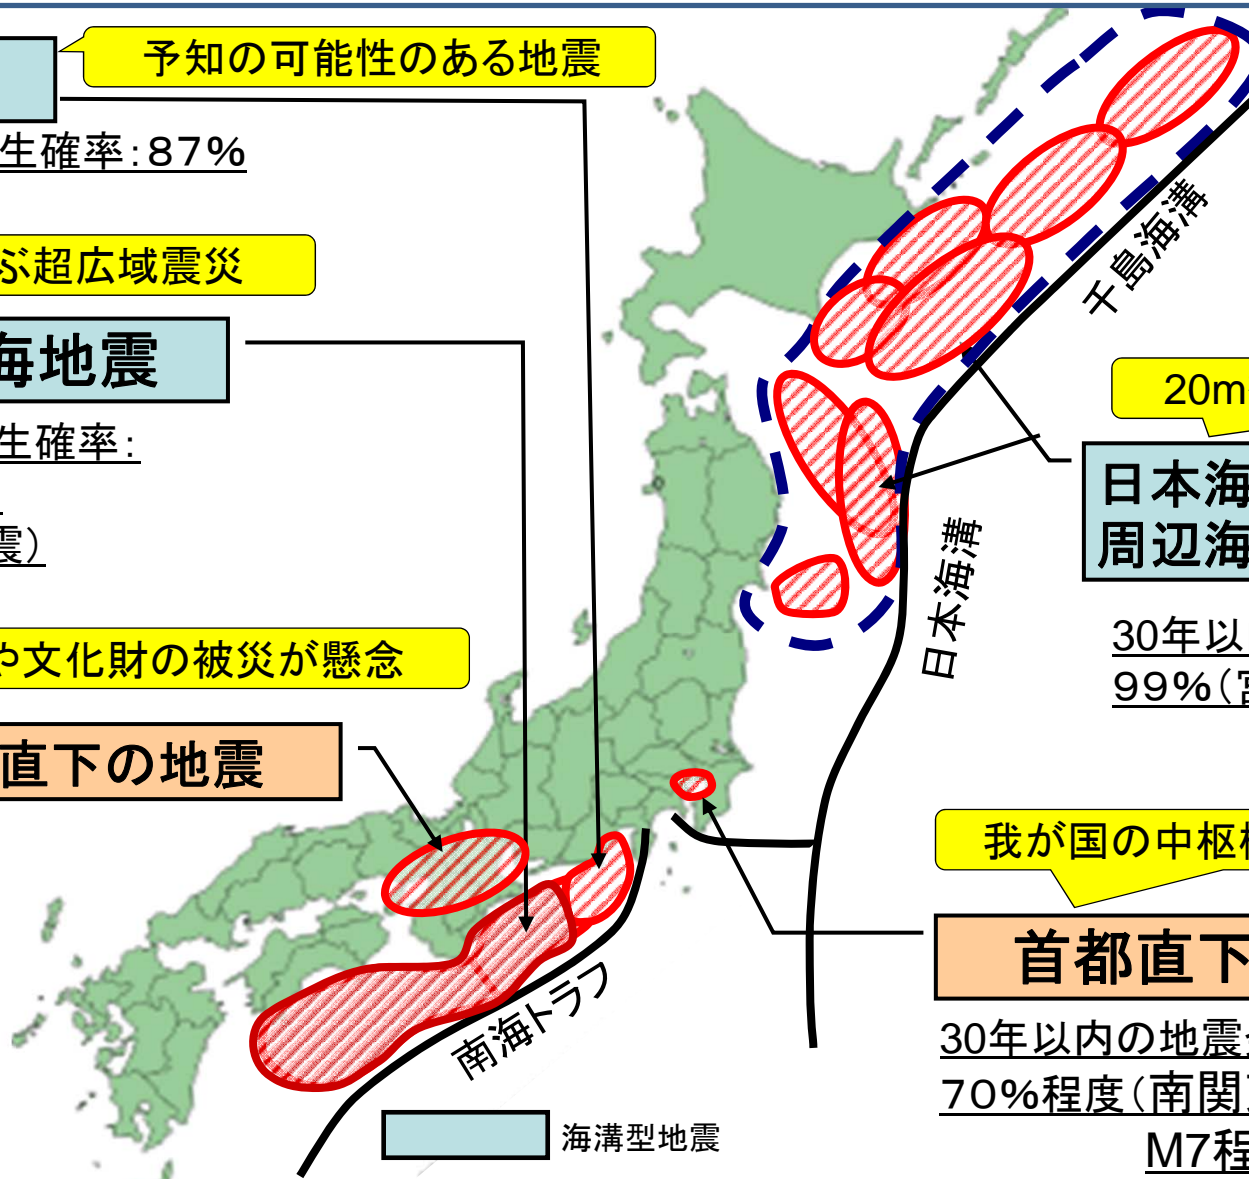 予知の可能性のある地震
生確率：８７％
ぶ超広域震災
海地震
生確率：
震）
や文化財の被災が懸念
直下の地震
千島海溝
20m
日本海
周辺海
日本海溝
30年以
９９％（宮
我が国の中枢機
首都直下
30年以内の地震
７０％程度（南関
M7程
南海トラフ
海溝型地震